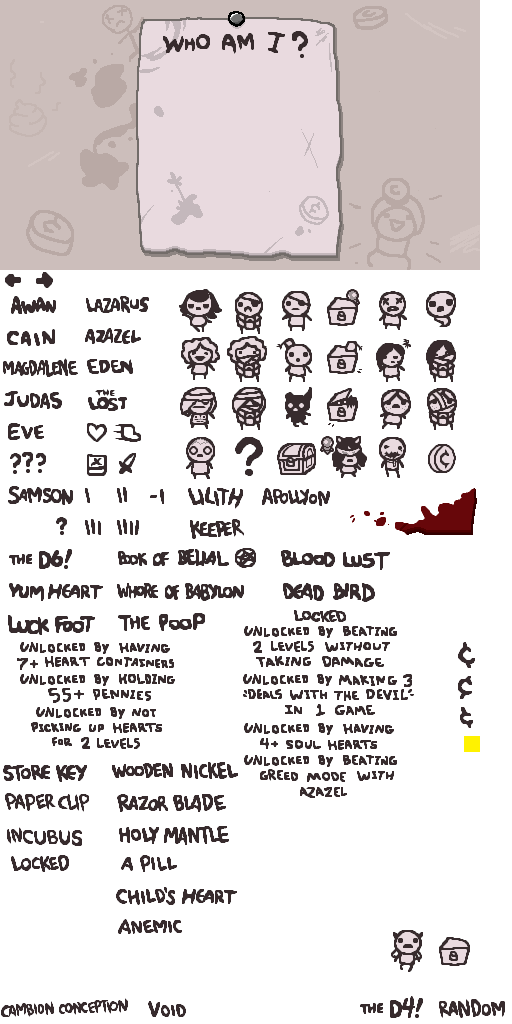 WHO AM I ?
AWAN LAZARUS
CAIN AZAZEL
MAGDALENE EDEN
JUDAS THE LOST
EVE
??? ?
SAMSON I II -I LILITH APOLLYON
? III IIII KEEPER
THE D6! BOOK OF BELIAL BLOOD LUST
YUM HEART WHORE OF BABYLON DEAD BIRD
LUCK FOOT THE POOP
LOCKED
UNLOCKED BY HAVING
7+ HEART CONTAINERS
UNLOCKED BY HOLDING
55+ PENNIES
UNLOCKED BY NOT
PICKING UP HEARTS
FOR 2 LEVELS
UNLOCKED BY BEATING
2 LEVELS WITHOUT
TAKING DAMAGE
UNLOCKED BY MAKING 3
"DEALS WITH THE DEVIL"
IN 1 GAME
UNLOCKED BY HAVING
4+ SOUL HEARTS
UNLOCKED BY BEATING
GREED MODE WITH
AZAZEL
¢
¢
¢
STORE KEY WOODEN NICKEL
PAPER CLIP RAZOR BLADE
INCUBUS HOLY MANTLE
LOCKED A PILL
CHILD'S HEART
ANEMIC
CAMBION CONCEPTION VOID THE D4! RANDOM